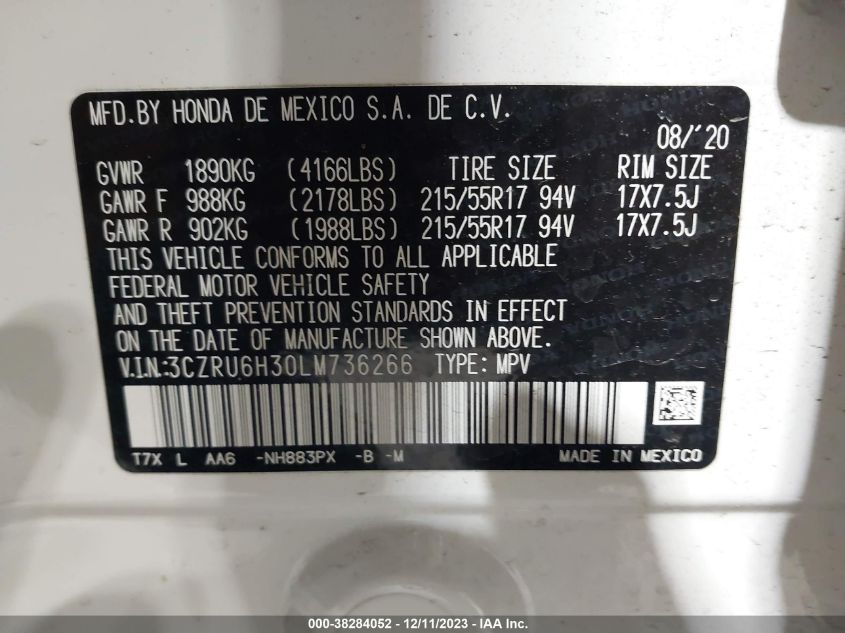 MFD.BY HONDA DE MEXICO S.A. DE C.V.
08/'20
GVWR 1890KG (4166LBS) TIRE SIZE RIM SIZE
GAWR F 988KG (2178LBS) 215/55R17 94V 17X7.5J
GAWR R 902KG (1988LBS) 215/55R17 94V 17X7.5J
THIS VEHICLE CONFORMS TO ALL APPLICABLE
FEDERAL MOTOR VEHICLE SAFETY
AND THEFT PREVENTION STANDARDS IN EFFECT
ON THE DATE OF MANUFACTURE SHOWN ABOVE.
V.I.N.:3CZRU6H30LM736266 TYPE: MPV
T7X L AA6 -NH883PX -B -M MADE IN MEXICO
000-38284052 - 12/11/2023 - IAA Inc.